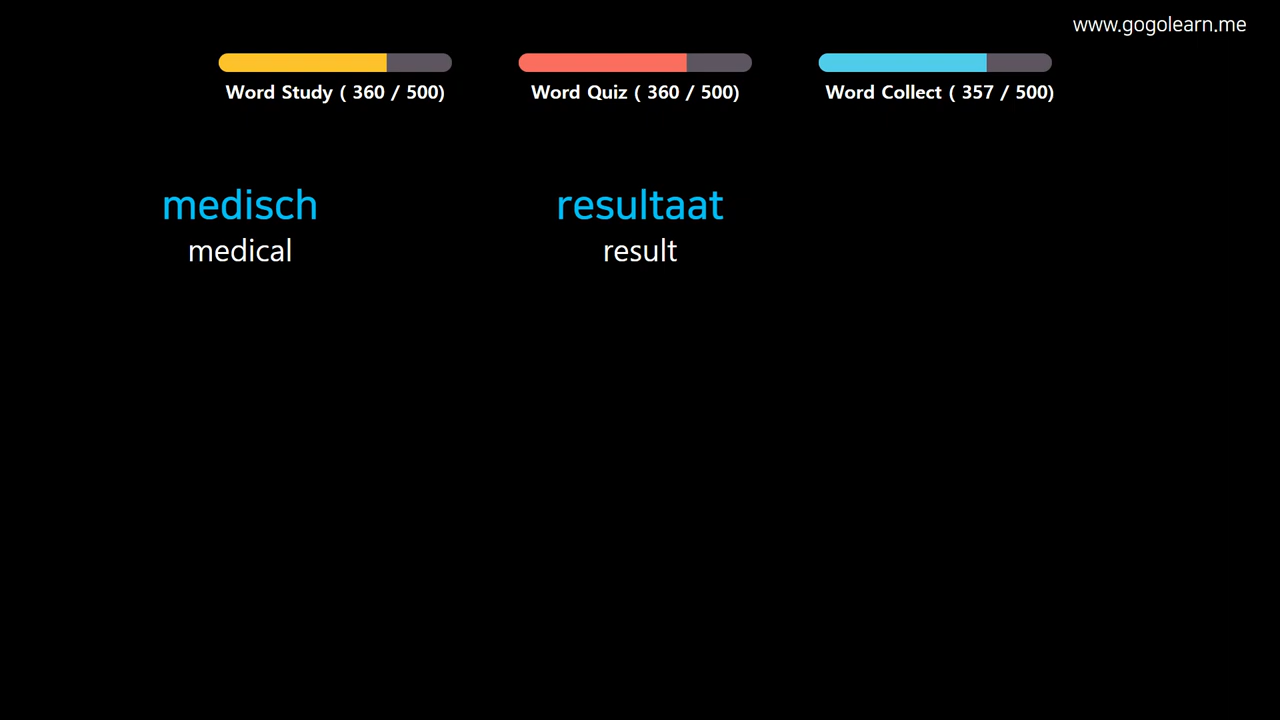 www.gogolearn.me
Word Study ( 360 / 500)
Word Quiz ( 360 / 500)
Word Collect ( 357 / 500)
medisch
medical
resultaat
result